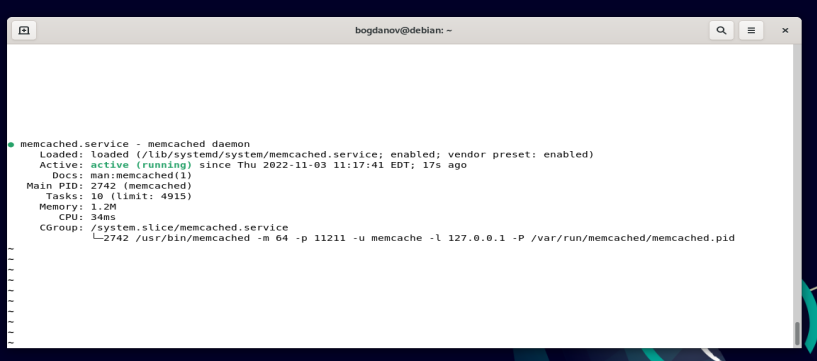 bogdanov@debian: ~
● memcached.service - memcached daemon
Loaded: loaded (/lib/systemd/system/memcached.service; enabled; vendor preset: enabled)
Active: active (running) since Thu 2022-11-03 11:17:41 EDT; 17s ago
Docs: man:memcached(1)
Main PID: 2742 (memcached)
Tasks: 10 (limit: 4915)
Memory: 1.2M
CPU: 34ms
CGroup: /system.slice/memcached.service
└─2742 /usr/bin/memcached -m 64 -p 11211 -u memcache -l 127.0.0.1 -P /var/run/memcached/memcached.pid
~
~
~
~
~
~
~
~
~
~